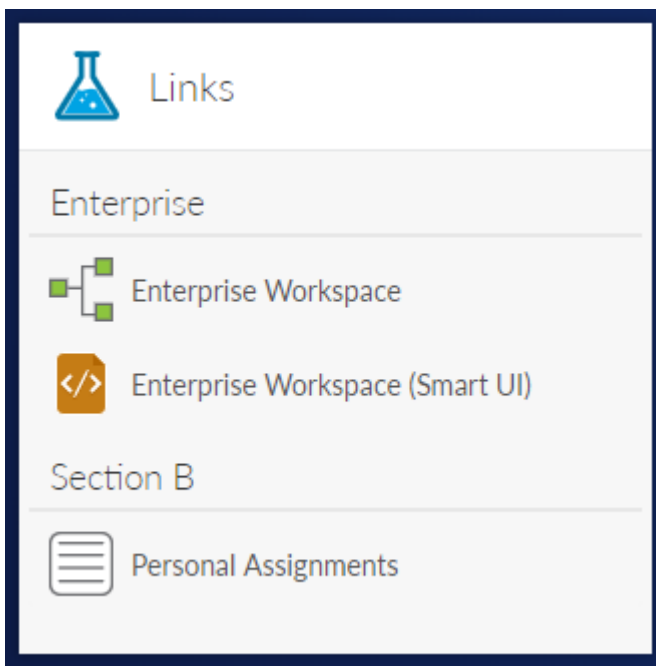 Links
Enterprise
Enterprise Workspace
</>
Enterprise Workspace (Smart UI)
Section B
Personal Assignments